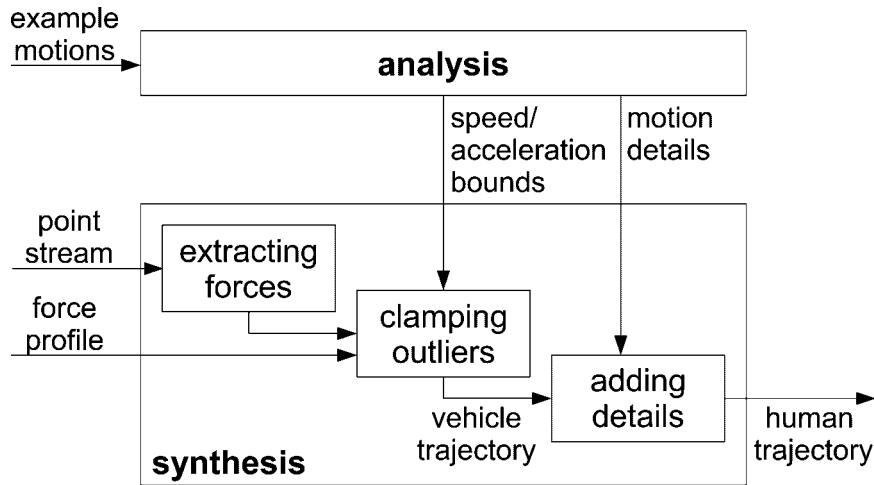 example
motions
analysis
speed/
acceleration
bounds
motion
details
point
stream
extracting
forces
force
profile
clamping
outliers
adding
details
vehicle
trajectory
human
trajectory
synthesis